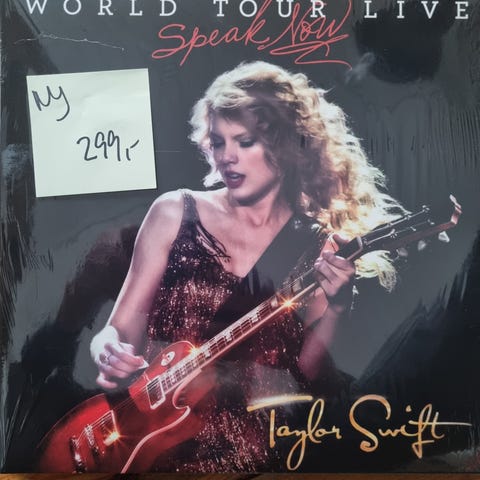 WORLD TOUR LIVE
Speak Now
Ny
299,-
Taylor Swift